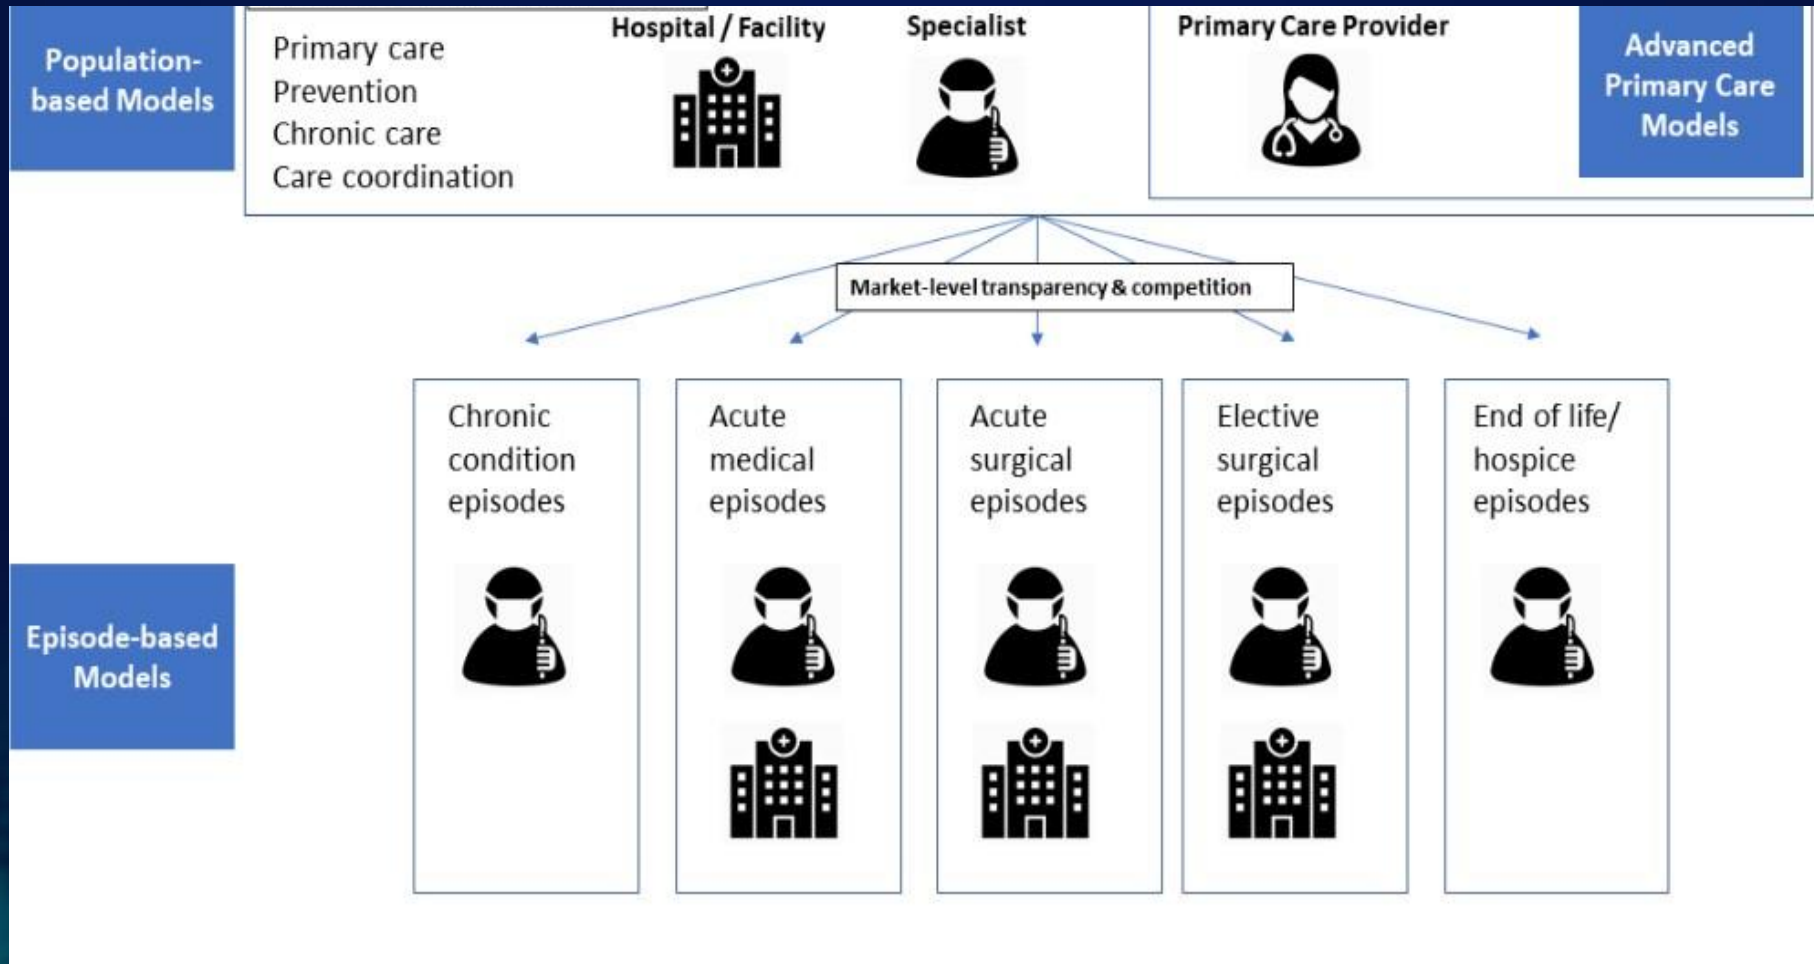 Population-
based Models
Primary care
Prevention
Chronic care
Care coordination
Hospital / Facility
Specialist
Primary Care Provider
Advanced
Primary Care
Models
Market-level transparency & competition
Chronic
condition
episodes
Acute
medical
episodes
Acute
surgical
episodes
Elective
surgical
episodes
End of life/
hospice
episodes
Episode-based
Models